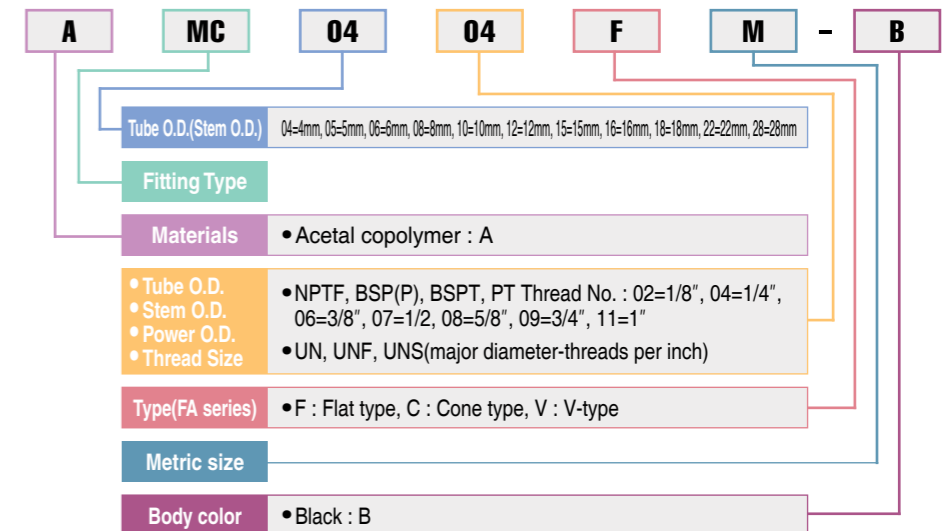 A MC 04 04 F M - B
Tube O.D.(Stem O.D.) 04=4mm, 05=5mm, 06=6mm, 08=8mm, 10=10mm, 12=12mm, 15=15mm, 16=16mm, 18=18mm, 22=22mm, 28=28mm
Fitting Type
Materials •Acetal copolymer : A
•Tube O.D.
•Stem O.D.
•Power O.D.
•Thread Size
•NPTF, BSP(P), BSPT, PT Thread No. : 02=1/8", 04=1/4",
06=3/8", 07=1/2, 08=5/8", 09=3/4", 11=1"
•UN, UNF, UNS(major diameter-threads per inch)
Type(FA series) •F : Flat type, C : Cone type, V : V-type
Metric size
Body color •Black : B